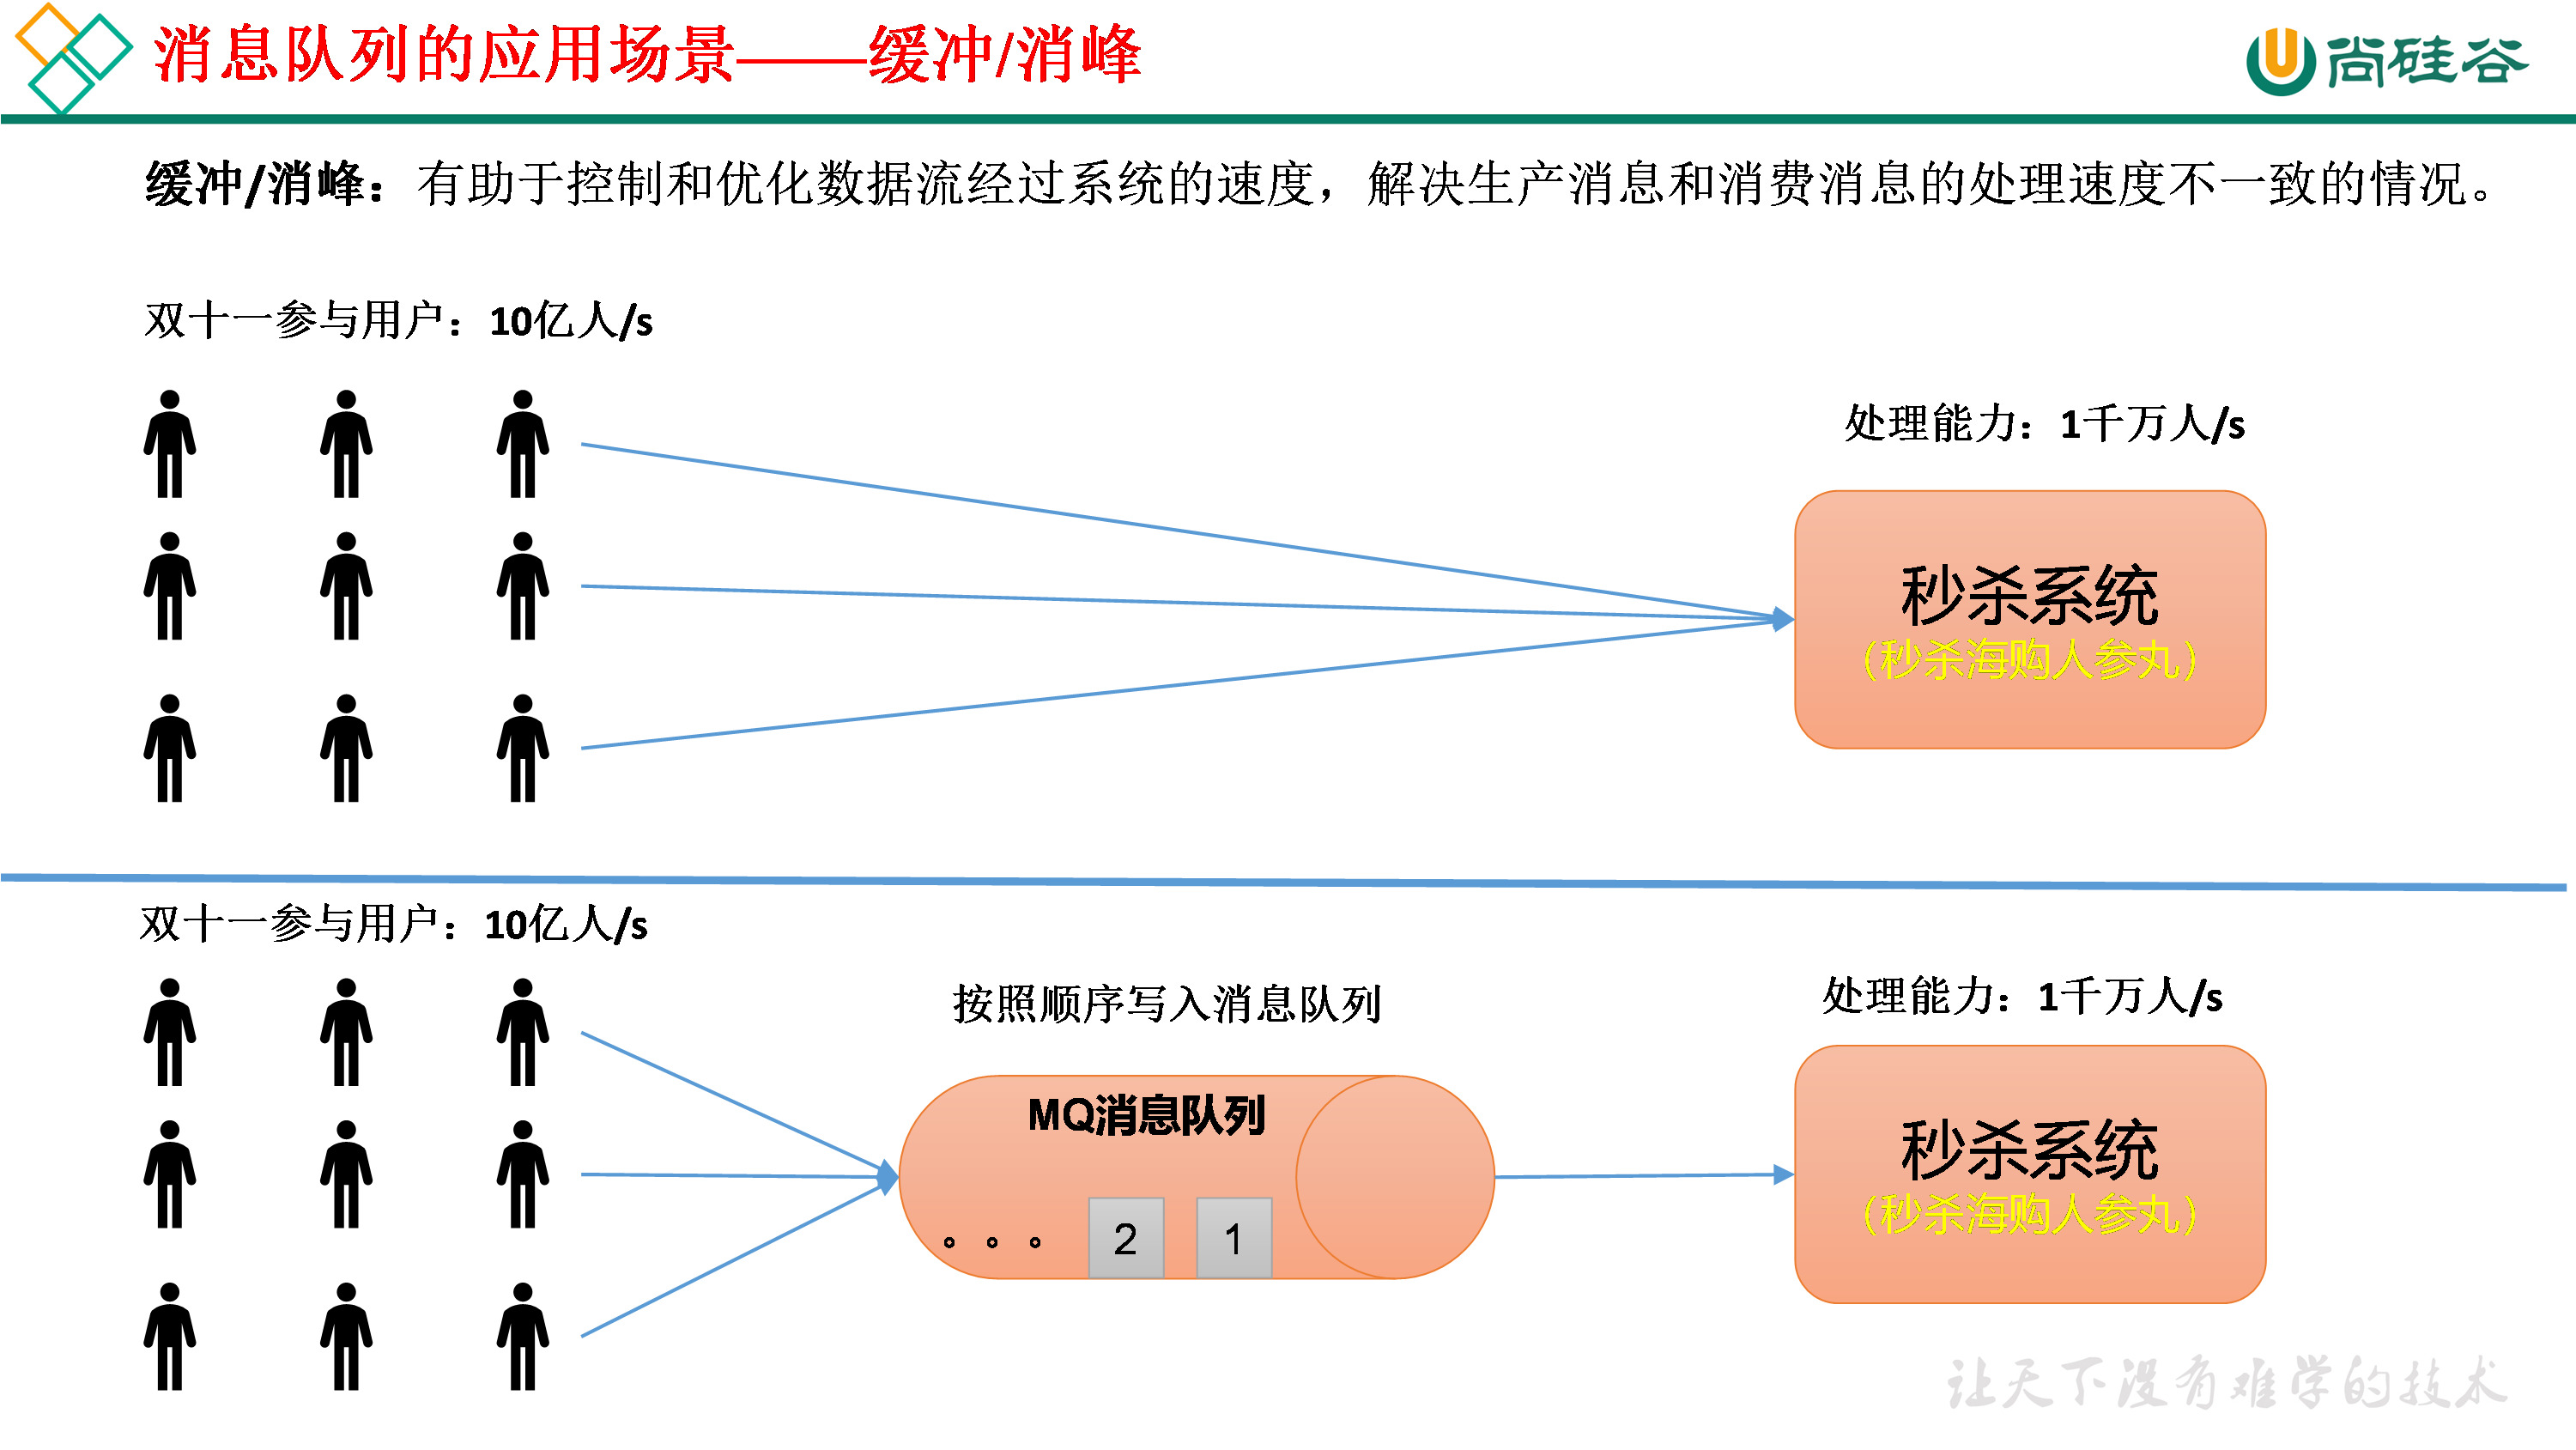 消息队列的应用场景——缓冲/消峰
尚硅谷
缓冲/消峰：有助于控制和优化数据流经过系统的速度，解决生产消息和消费消息的处理速度不一致的情况。
双十一参与用户：10亿人/s
处理能力：1千万人/s
秒杀系统
（秒杀海购人参丸）
双十一参与用户：10亿人/s
按照顺序写入消息队列
处理能力：1千万人/s
MQ消息队列
。。。 2 1
秒杀系统
（秒杀海购人参丸）
让天下没有难学的技术